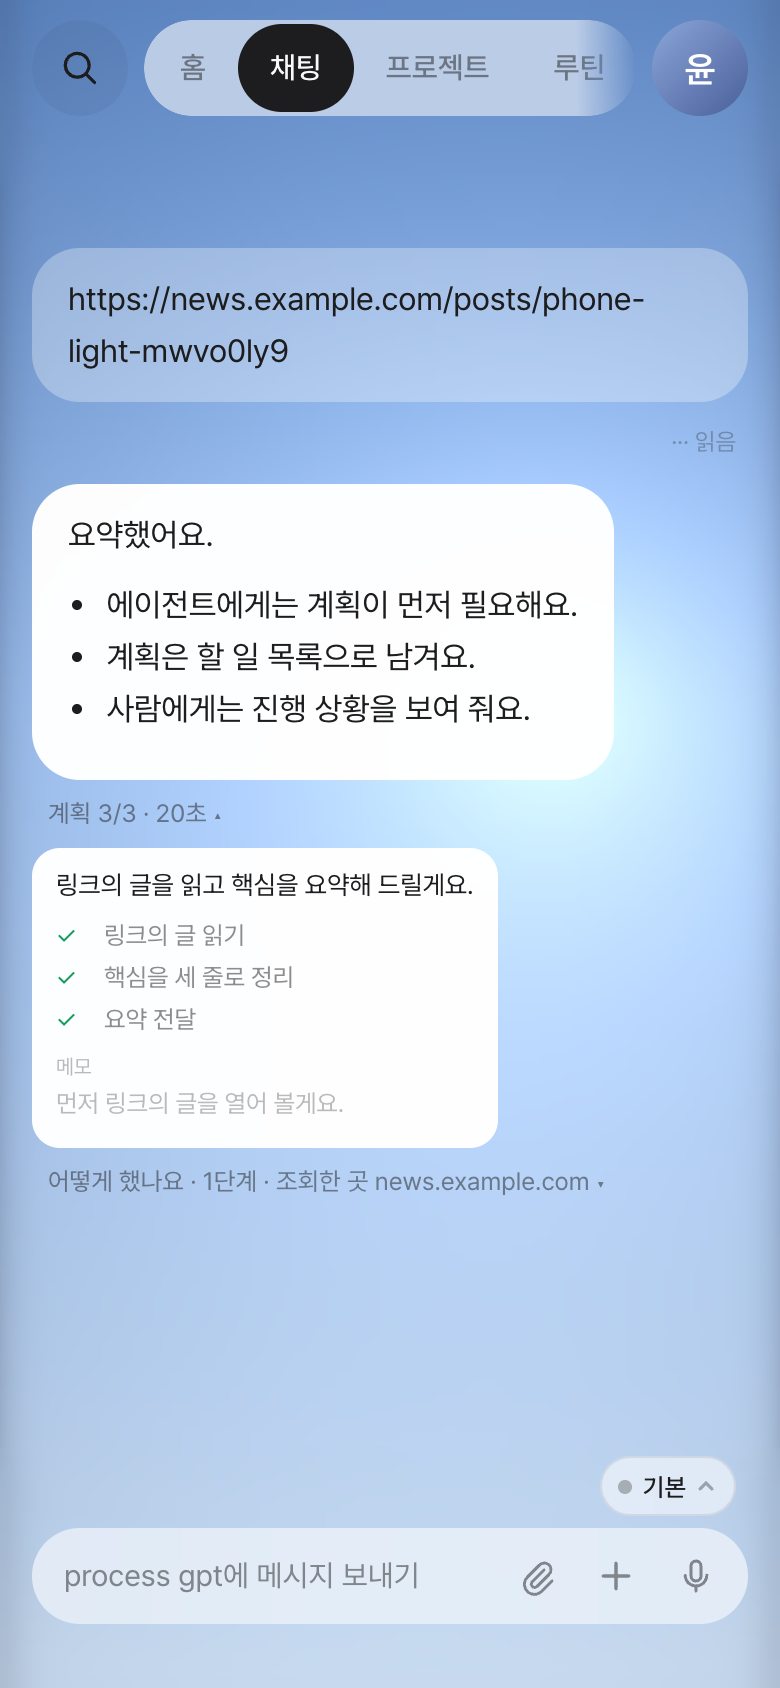 홈 채팅 프로젝트 루틴 윤
https://news.example.com/posts/phone-
light-mwvo0ly9
··· 읽음
요약했어요.
• 에이전트에게는 계획이 먼저 필요해요.
• 계획은 할 일 목록으로 남겨요.
• 사람에게는 진행 상황을 보여 줘요.
계획 3/3 · 20초 ▴
링크의 글을 읽고 핵심을 요약해 드릴게요.
✓ 링크의 글 읽기
✓ 핵심을 세 줄로 정리
✓ 요약 전달
메모
먼저 링크의 글을 열어 볼게요.
어떻게 했나요 · 1단계 · 조회한 곳 news.example.com ▾
기본
process gpt에 메시지 보내기